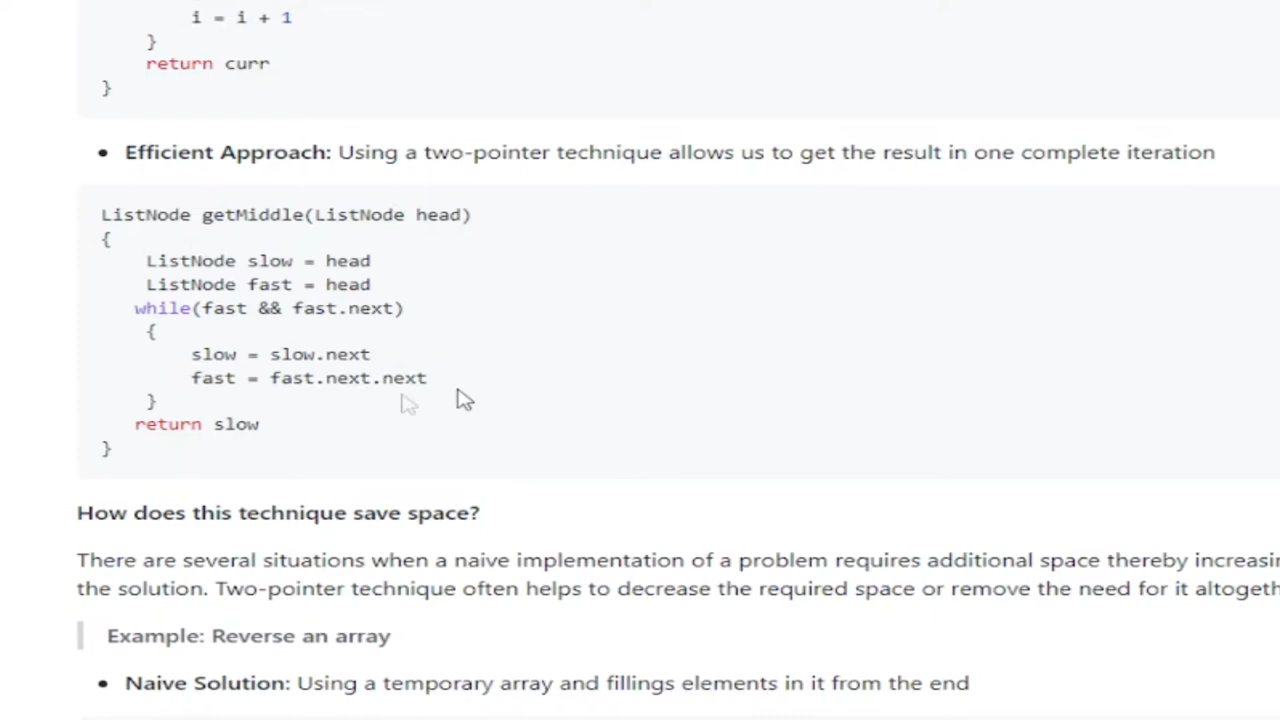 i = i + 1
}
return curr
}
• Efficient Approach: Using a two-pointer technique allows us to get the result in one complete iteration
ListNode getMiddle(ListNode head)
{
ListNode slow = head
ListNode fast = head
while(fast && fast.next)
{
slow = slow.next
fast = fast.next.next
}
return slow
}
How does this technique save space?
There are several situations when a naive implementation of a problem requires additional space thereby
the solution. Two-pointer technique often helps to decrease the required space or remove the need for it
Example: Reverse an array
• Naive Solution: Using a temporary array and fillings elements in it from the end